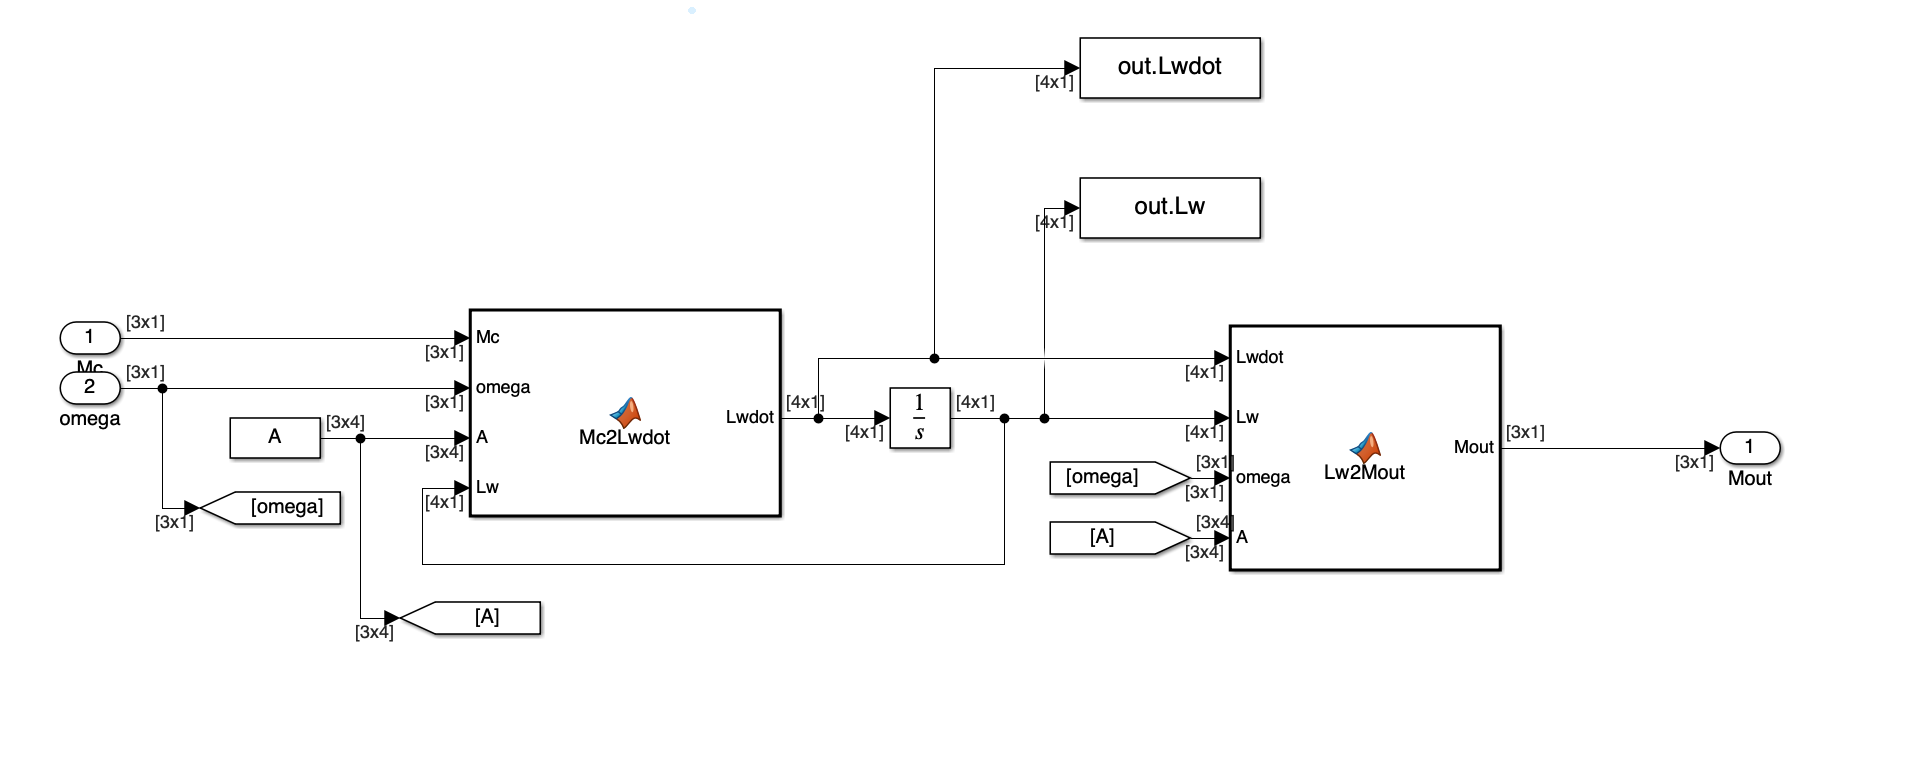 out.Lwdot
[4x1]
out.Lw
[4x1]
1
[3x1]
Mc
[3x1]
Mc
2
[3x1]
omega
[3x1]
omega
A
[3x4]
A
[3x4]
Lw
[4x1]
Mc2Lwdot
Lwdot
[4x1]
[4x1]
1
s
[4x1]
[omega]
[3x1]
[A]
[3x4]
Lwdot
[4x1]
Lw
[4x1]
[omega]
[3x1]
omega
[3x1]
[A]
[3x4]
A
[3x4]
Lw2Mout
Mout
[3x1]
[3x1]
1
Mout